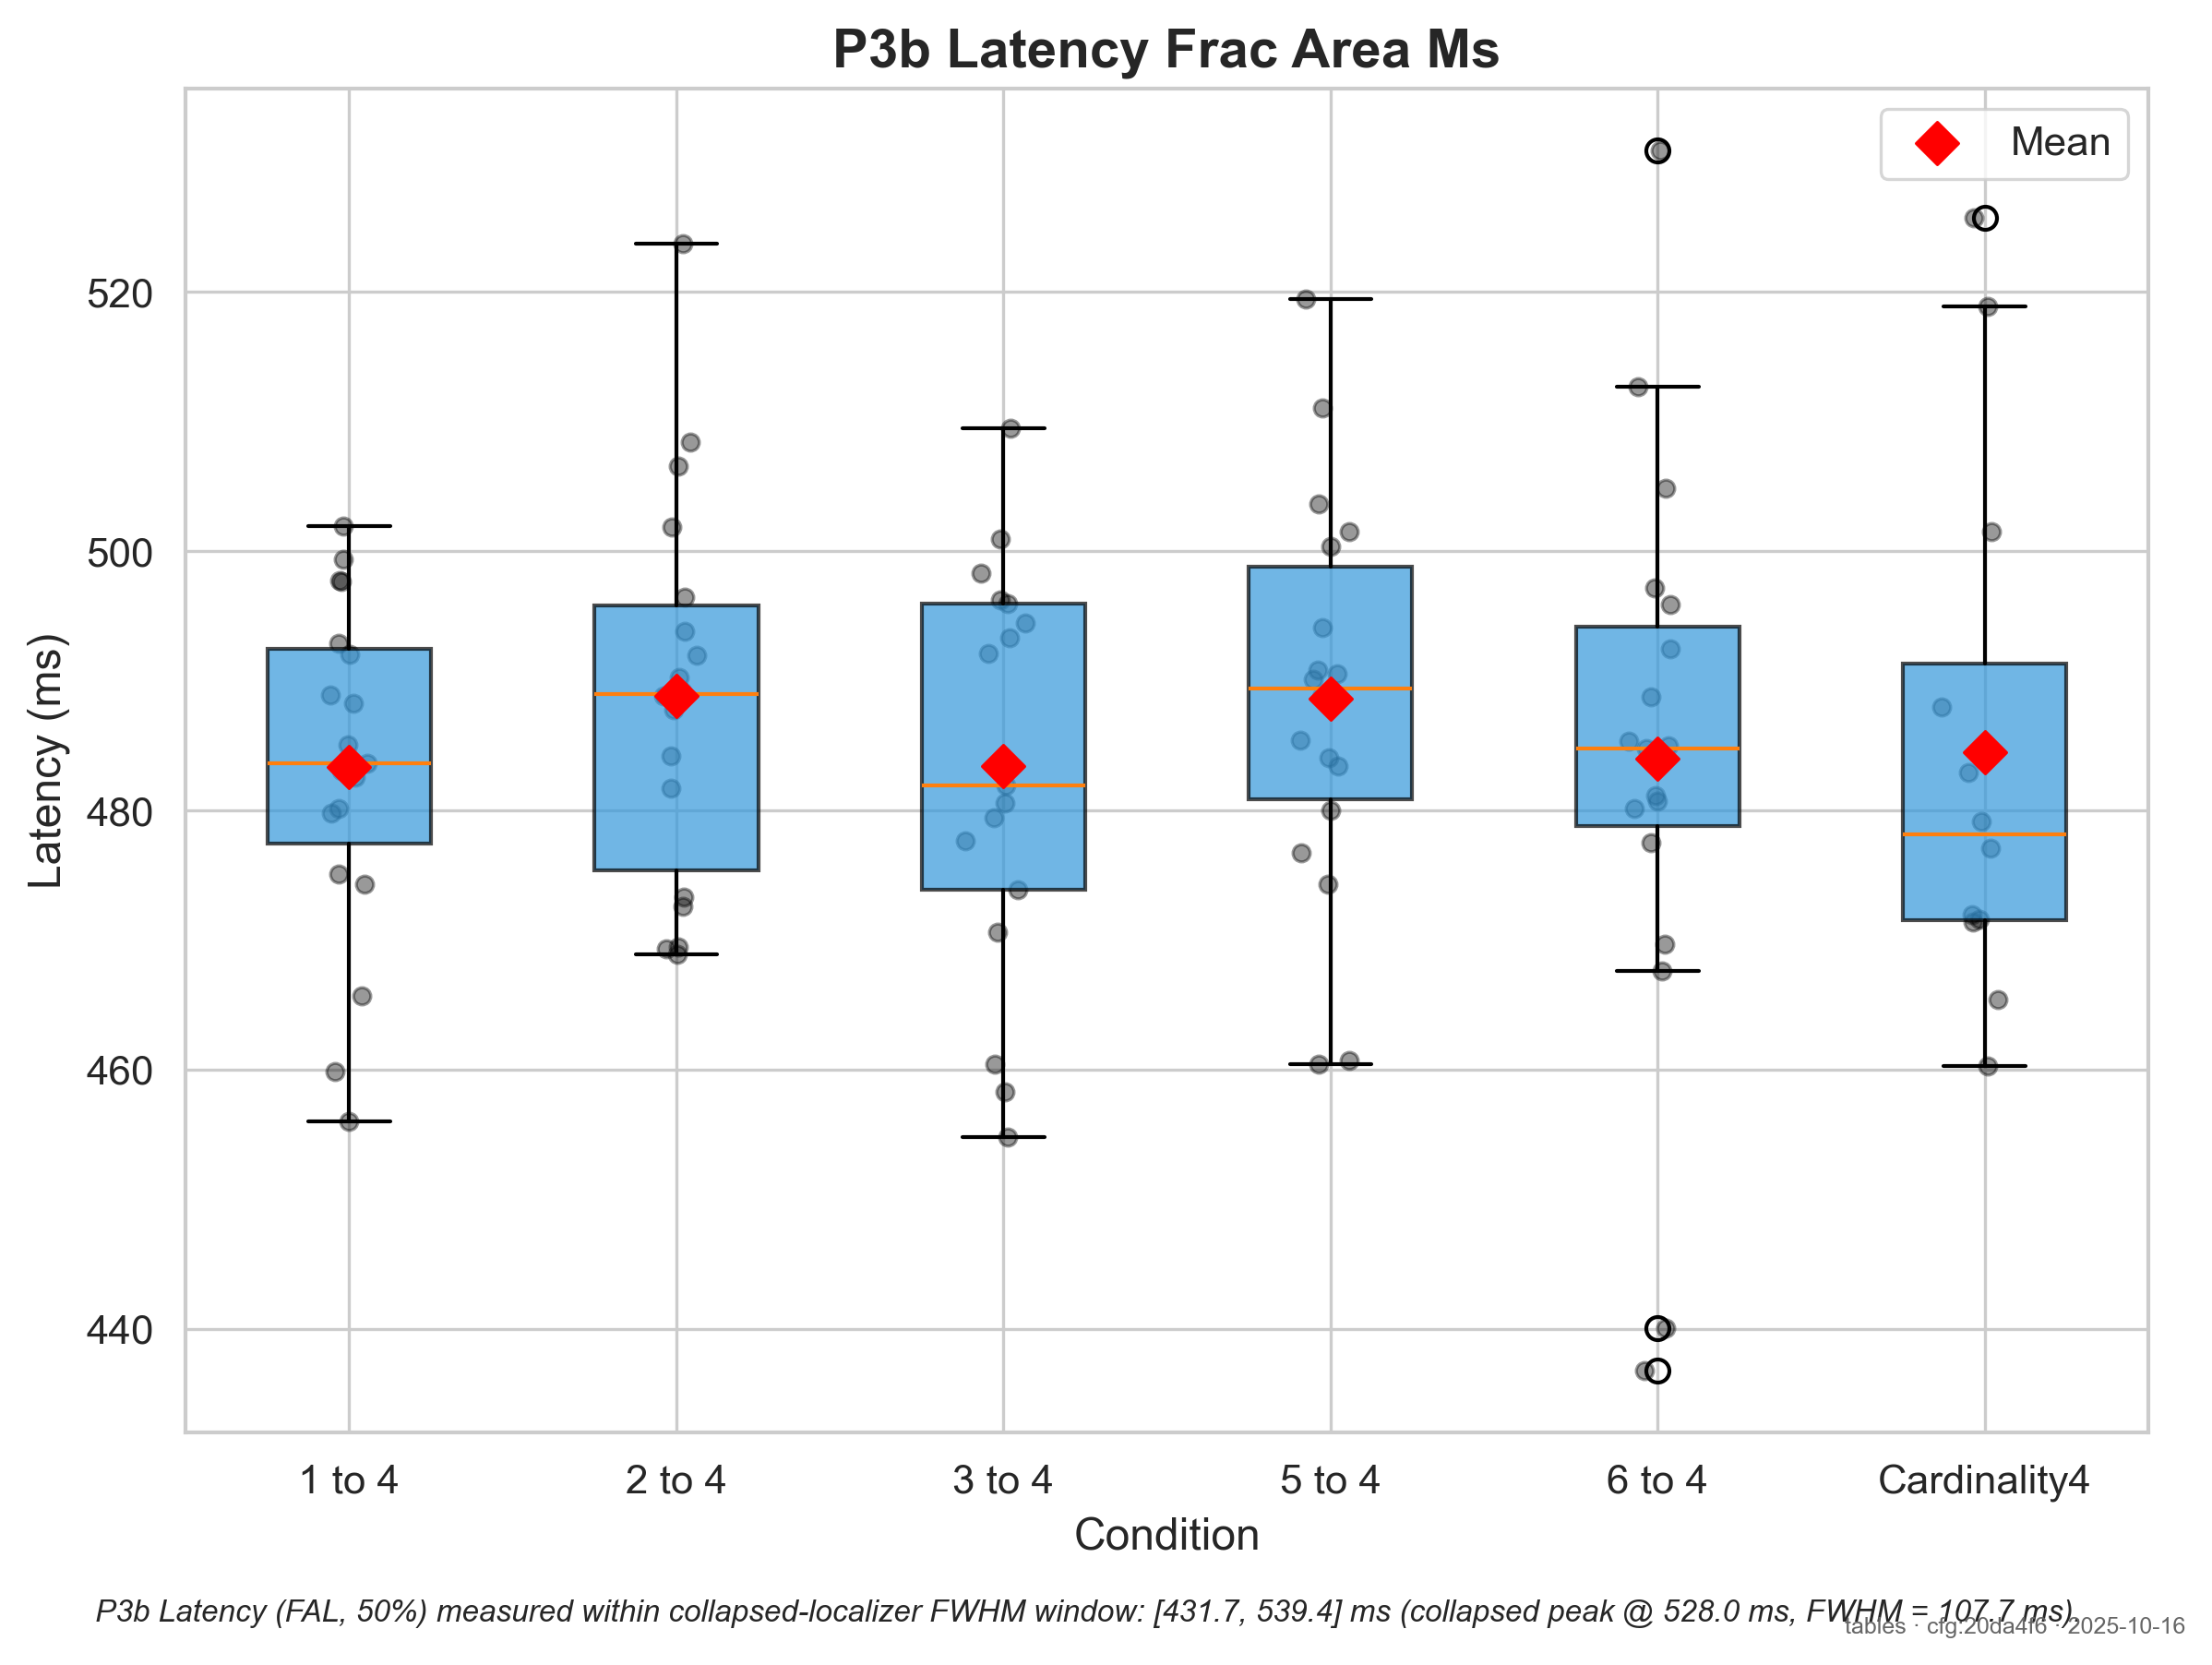 P3b Latency Frac Area Ms
Mean
520
500
480
460
440
Latency (ms)
1 to 4
2 to 4
3 to 4
5 to 4
6 to 4
Cardinality4
Condition
P3b Latency (FAL, 50%) measured within collapsed-localizer FWHM window: [431.7, 539.4] ms (collapsed peak @ 528.0 ms, FWHM = 107.7 ms).
tables · cfg:20da4f6 · 2025-10-16